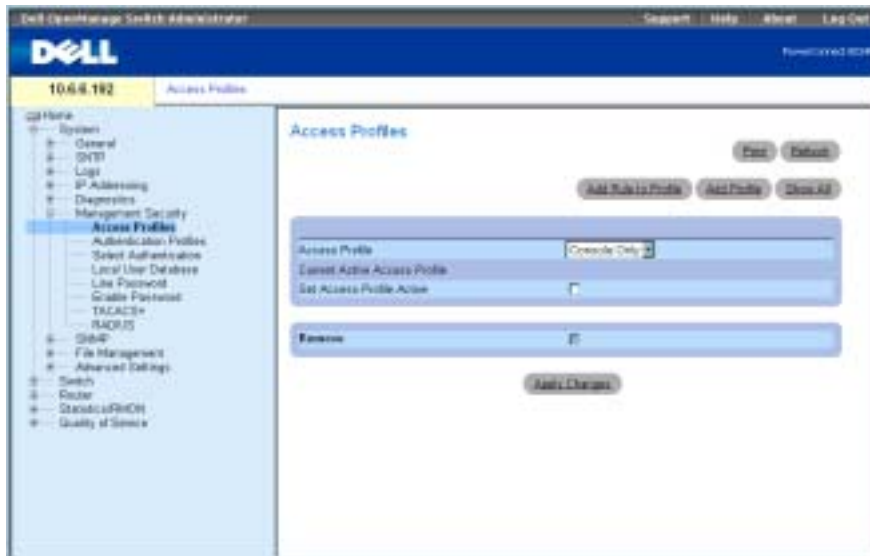 Dell OpenManage Switch Administrator
Support Help About Log Out
DELL
10.6.6.192
Access Profiles
Home
System
General
SNTP
Logs
IP Addressing
Diagnostics
Management Security
Access Profiles
Authentication Profiles
Select Authentication
Local User Database
Line Password
Enable Password
TACACS+
RADIUS
SNMP
File Management
Advanced Settings
Switch
Router
Statistics/RMON
Quality of Service
Access Profiles
Print Refresh
Add Rule to Profile Add Profile Show All
Access Profile Console Only
Current Active Access Profile
Set Access Profile Active
Remove
Apply Changes